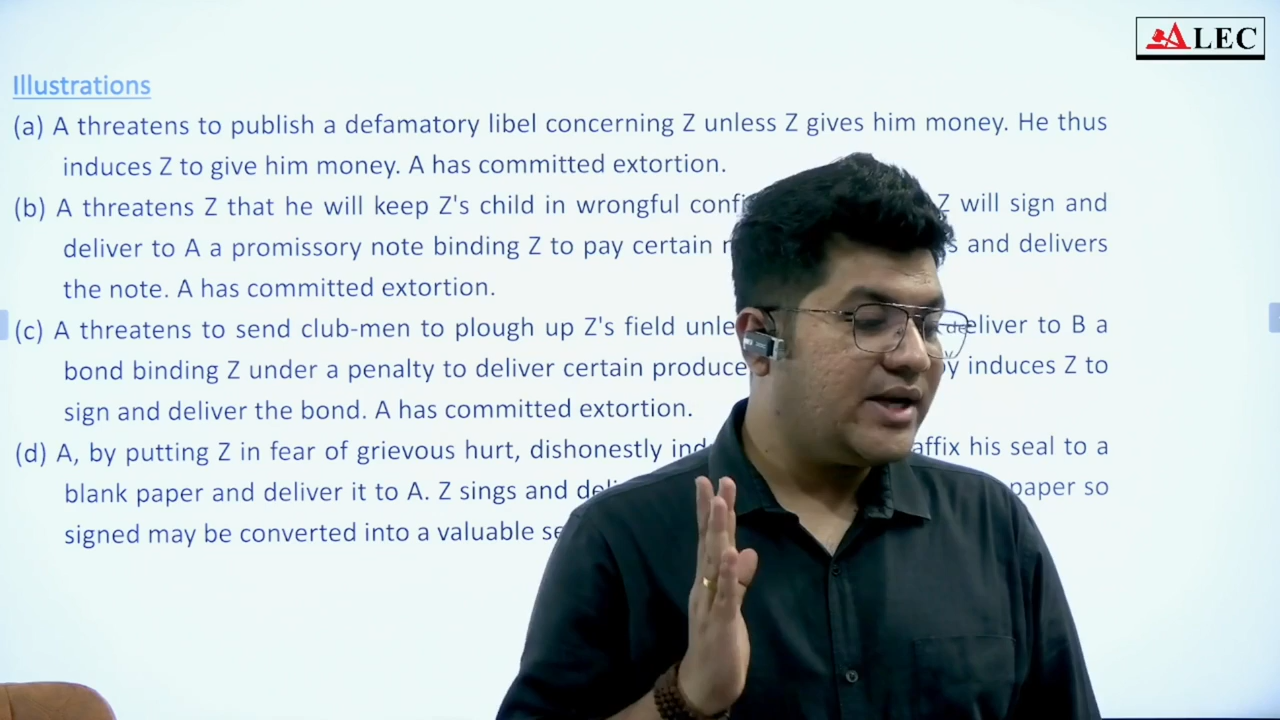 ALEC
Illustrations
(a) A threatens to publish a defamatory libel concerning Z unless Z gives him money. He thus
induces Z to give him money. A has committed extortion.
(b) A threatens Z that he will keep Z's child in wrongful Z will sign and
deliver to A a promissory note binding Z to pay certain and delivers
the note. A has committed extortion.
(c) A threatens to send club-men to plough up Z's field deliver to B a
bond binding Z under a penalty to deliver certain produce induces Z to
sign and deliver the bond. A has committed extortion.
(d) A, by putting Z in fear of grievous hurt, dishonestly affix his seal to a
blank paper and deliver it to A. Z sings and paper so
signed may be converted into a valuable